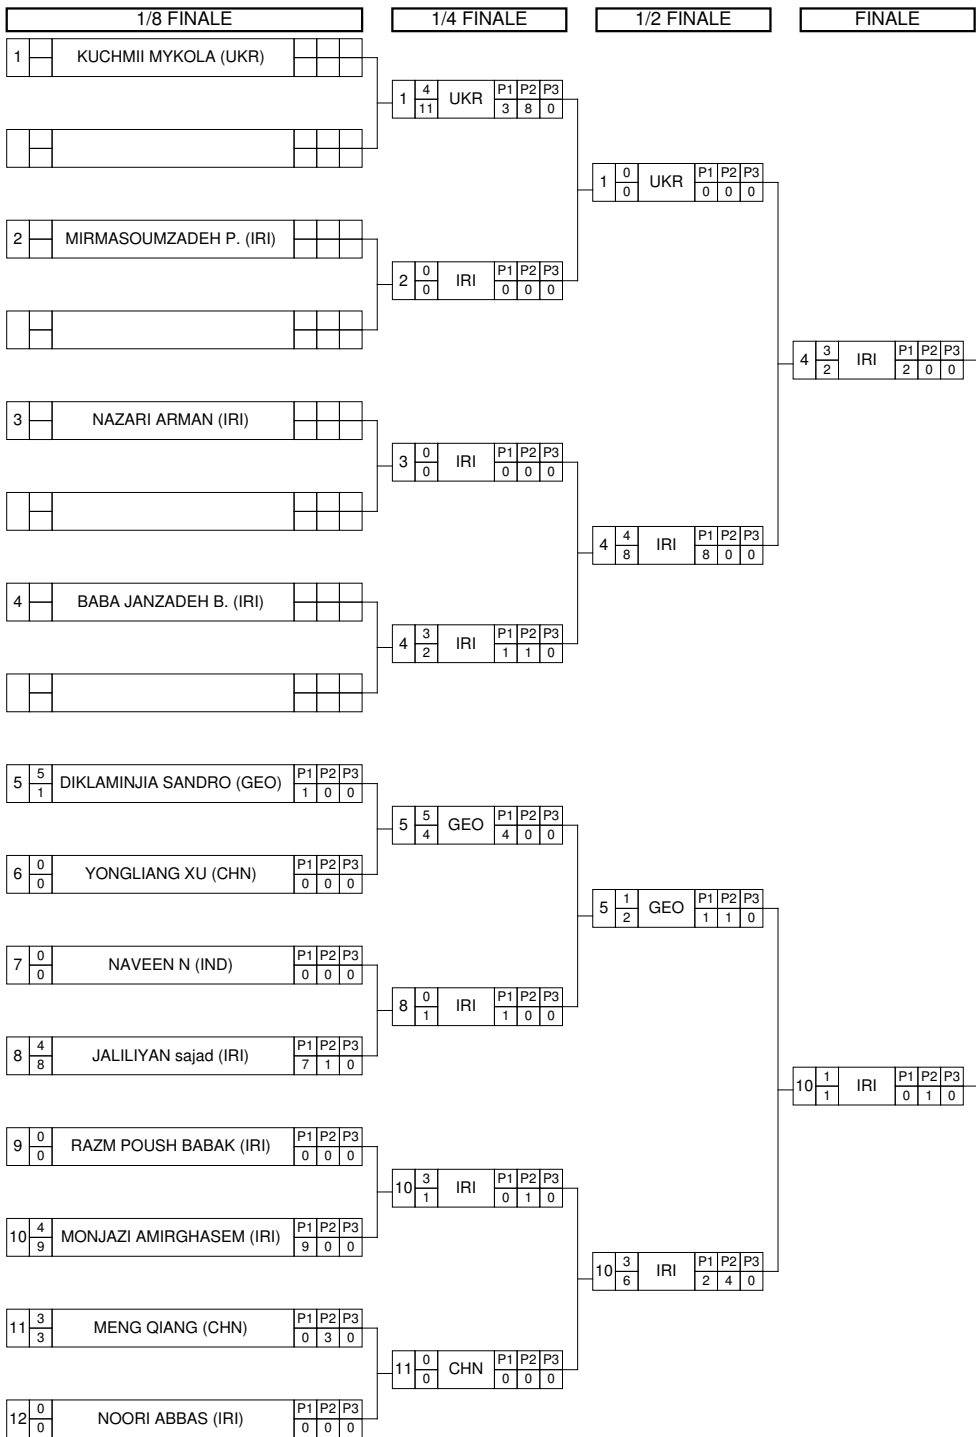 1/8 FINALE 1/4 FINALE 1/2 FINALE FINALE
1 KUCHMII MYKOLA (UKR)
4 P1 P2 P3
1 UKR
11 3 8 0
0 P1 P2 P3
1 UKR
0 0 0 0
2 MIRMASOUMZADEH P. (IRI)
0 P1 P2 P3
2 IRI
0 0 0 0
3 P1 P2 P3
4 IRI
2 2 0 0
3 NAZARI ARMAN (IRI)
0 P1 P2 P3
3 IRI
0 0 0 0
4 P1 P2 P3
4 IRI
8 8 0 0
4 BABA JANZADEH B. (IRI)
3 P1 P2 P3
4 IRI
2 1 1 0
5 P1 P2 P3
5 DIKLAMINJIA SANDRO (GEO)
1 1 0 0
5 P1 P2 P3
5 GEO
4 4 0 0
0 P1 P2 P3
6 YONGLIANG XU (CHN)
0 0 0 0
1 P1 P2 P3
5 GEO
2 1 1 0
0 P1 P2 P3
7 NAVEEN N (IND)
0 0 0 0
0 P1 P2 P3
8 IRI
1 1 0 0
4 P1 P2 P3
8 JALILIYAN sajad (IRI)
8 7 1 0
1 P1 P2 P3
10 IRI
1 0 1 0
0 P1 P2 P3
9 RAZM POUSH BABAK (IRI)
0 0 0 0
3 P1 P2 P3
10 IRI
1 0 1 0
4 P1 P2 P3
10 MONJAZI AMIRGHASEM (IRI)
9 9 0 0
3 P1 P2 P3
10 IRI
6 2 4 0
3 P1 P2 P3
11 MENG QIANG (CHN)
3 0 3 0
0 P1 P2 P3
11 CHN
0 0 0 0
0 P1 P2 P3
12 NOORI ABBAS (IRI)
0 0 0 0